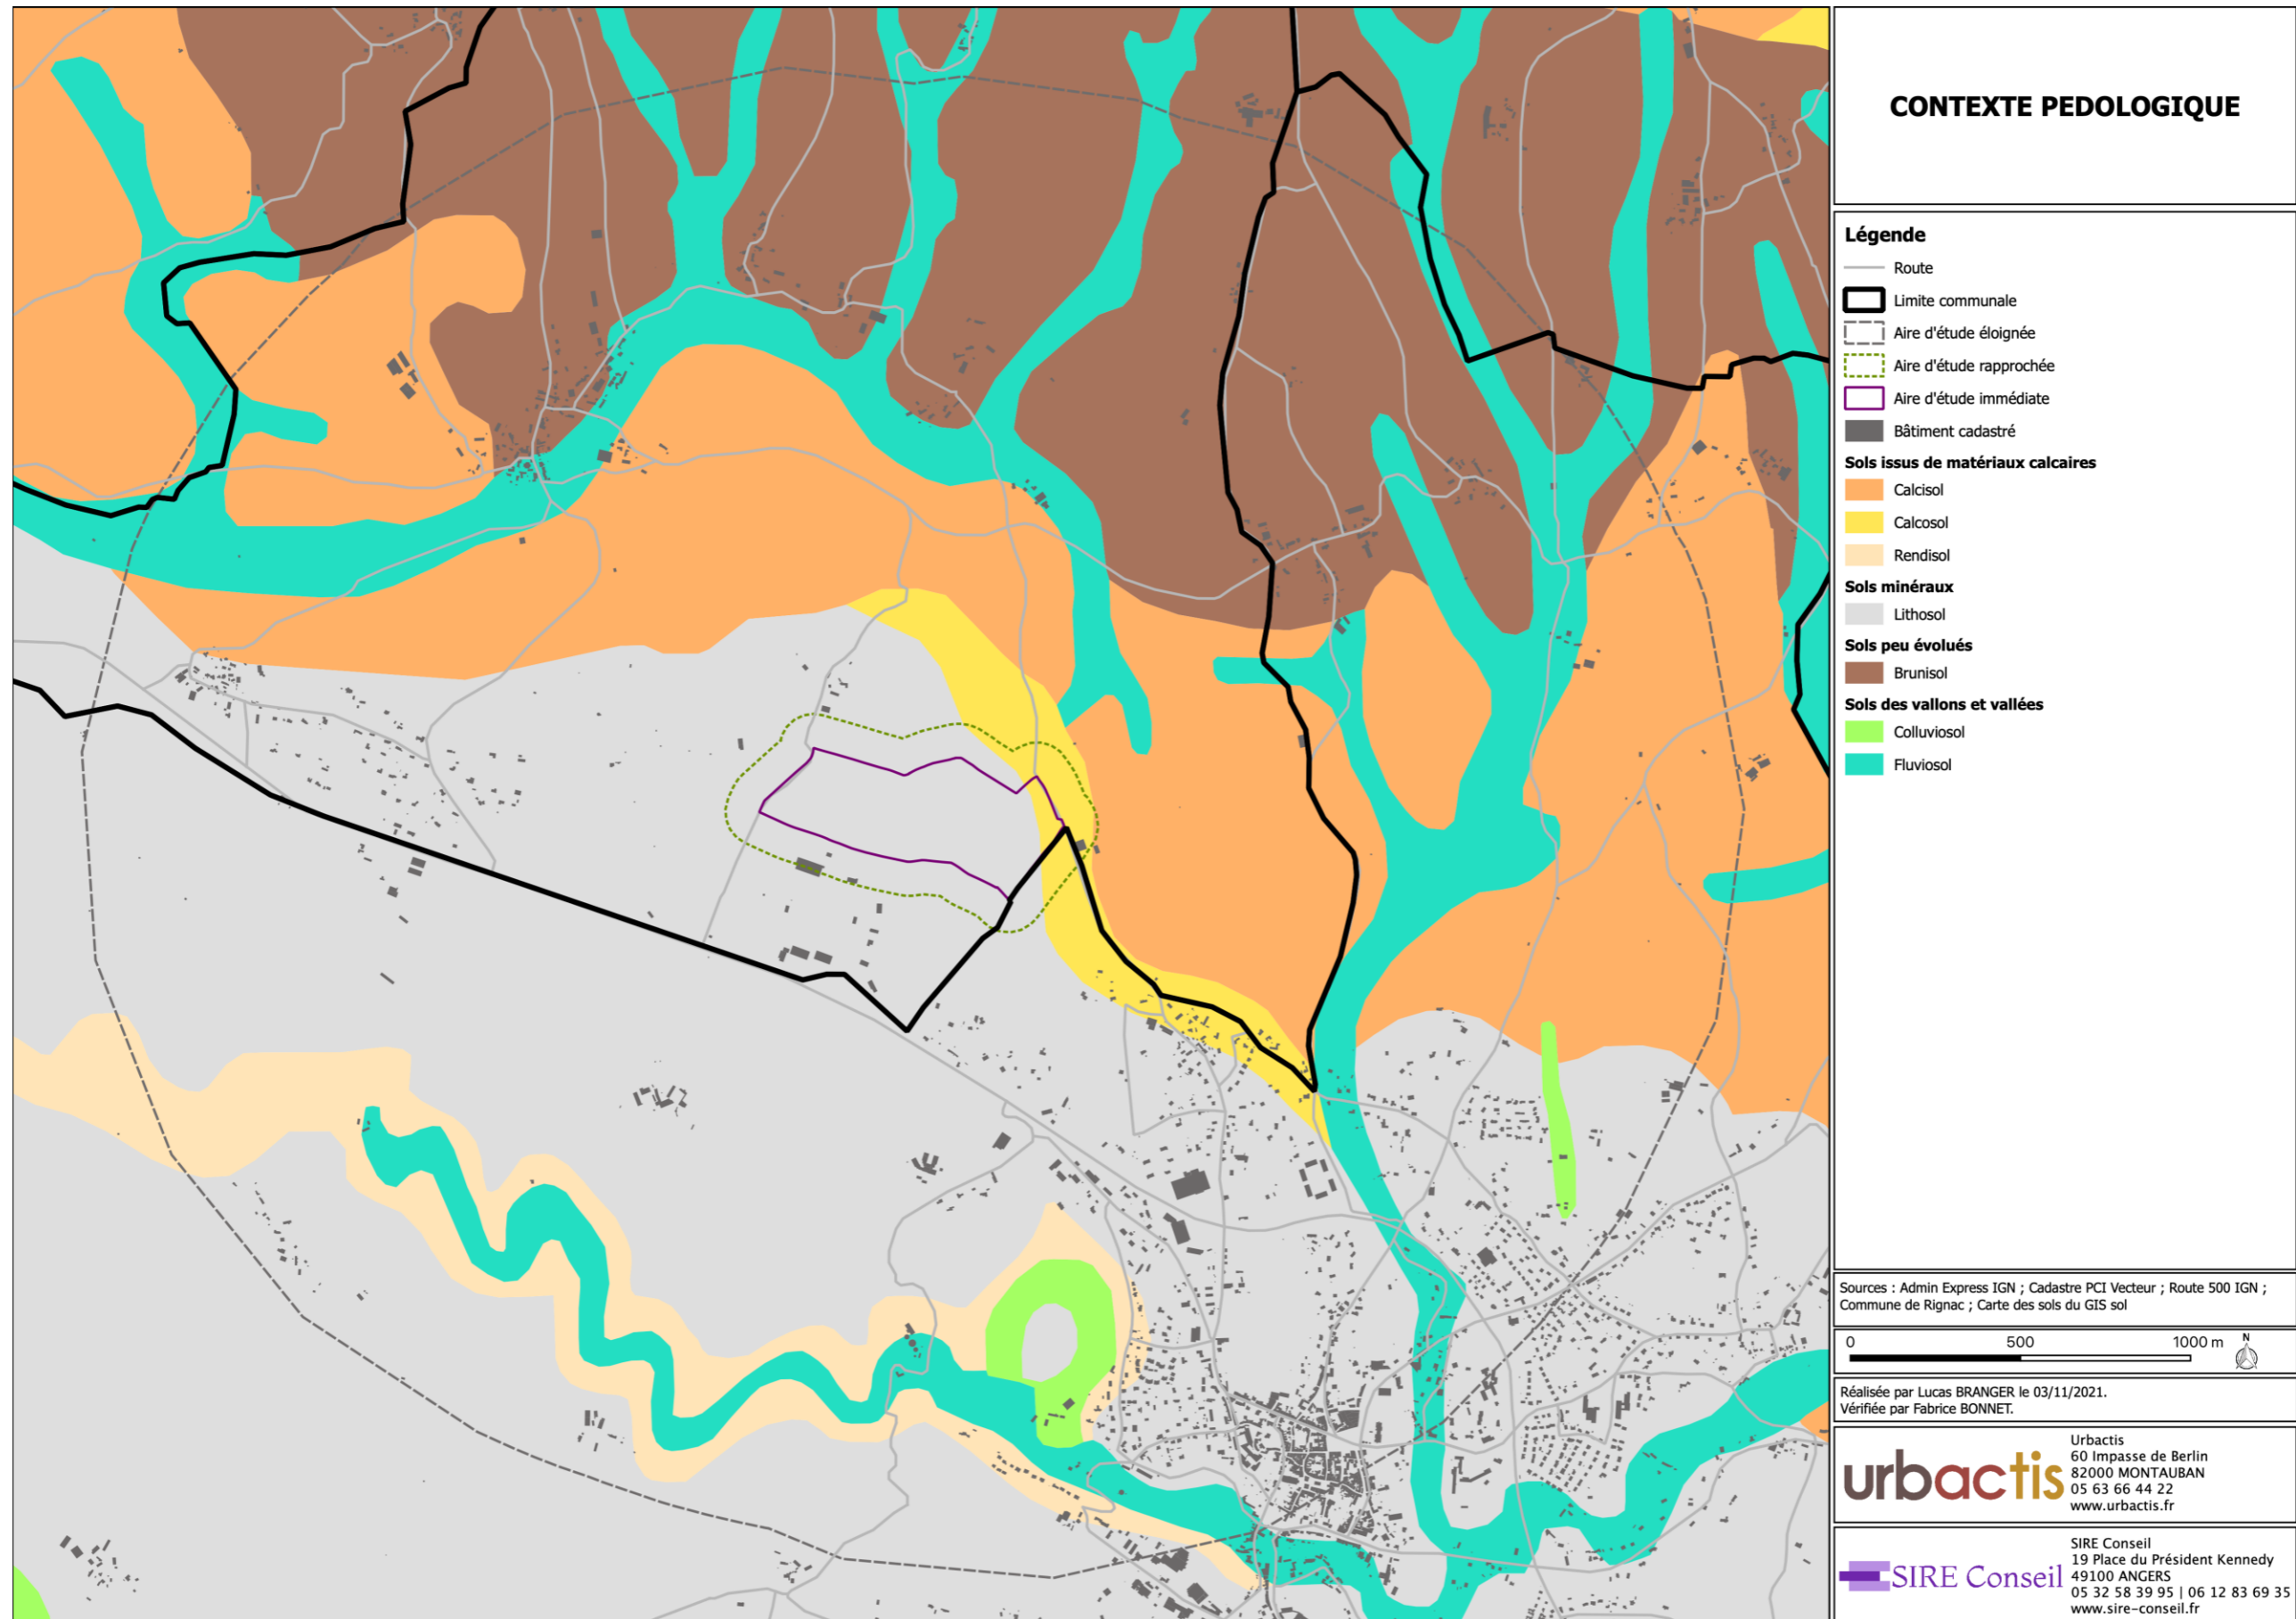 CONTEXTE PEDOLOGIQUE
Légende
Route
Limite communale
Aire d'étude éloignée
Aire d'étude rapprochée
Aire d'étude immédiate
Bâtiment cadastré
Sols issus de matériaux calcaires
Calcisol
Calcosol
Rendisol
Sols minéraux
Lithosol
Sols peu évolués
Brunisol
Sols des vallons et vallées
Colluviosol
Fluviosol
Sources : Admin Express IGN ; Cadastre PCI Vecteur ; Route 500 IGN ;
Commune de Rignac ; Carte des sols du GIS sol
0 500 1000 m N
Réalisée par Lucas BRANGER le 03/11/2021.
Vérifiée par Fabrice BONNET.
urbactis
Urbactis
60 Impasse de Berlin
82000 MONTAUBAN
05 63 66 44 22
www.urbactis.fr
SIRE Conseil
SIRE Conseil
19 Place du Président Kennedy
49100 ANGERS
05 32 58 39 95 | 06 12 83 69 35
www.sire-conseil.fr